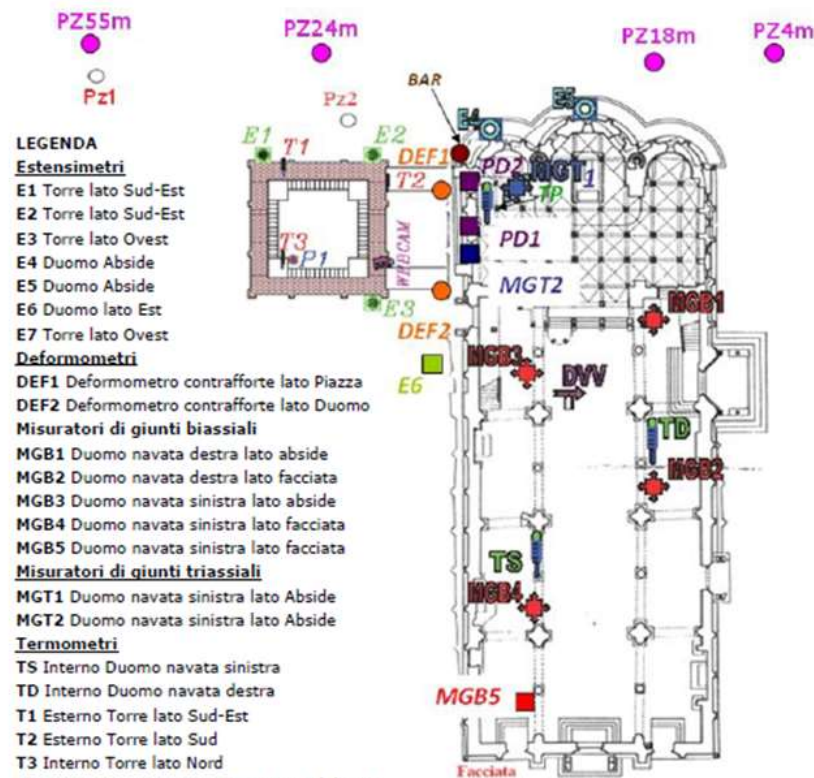 PZ55m
PZ24m
PZ18m
PZ4m
Pz1
Pz2
BAR
E4
E5
E1
T1
E2
DEF1
PD2
MGT1
T2
TP
T3
P1
WEBCAM
PD1
MGT2
E3
DEF2
E6
MGB1
MGB3
DVV
TD
MGB2
TS
MGB4
MGB5
Facciata
LEGENDA
Estensimetri
E1 Torre lato Sud-Est
E2 Torre lato Sud-Est
E3 Torre lato Ovest
E4 Duomo Abside
E5 Duomo Abside
E6 Duomo lato Est
E7 Torre lato Ovest
Deformometri
DEF1 Deformometro contrafforte lato Piazza
DEF2 Deformometro contrafforte lato Duomo
Misuratori di giunti biassiali
MGB1 Duomo navata destra lato abside
MGB2 Duomo navata destra lato facciata
MGB3 Duomo navata sinistra lato abside
MGB4 Duomo navata sinistra lato facciata
MGB5 Duomo navata sinistra lato facciata
Misuratori di giunti triassiali
MGT1 Duomo navata sinistra lato Abside
MGT2 Duomo navata sinistra lato Abside
Termometri
TS Interno Duomo navata sinistra
TD Interno Duomo navata destra
T1 Esterno Torre lato Sud-Est
T2 Esterno Torre lato Sud
T3 Interno Torre lato Nord